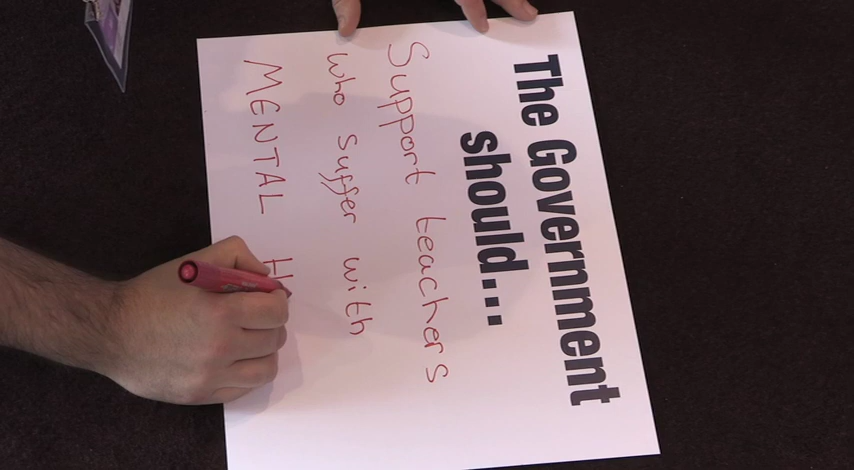 The Government
should...
Support teachers
who suffer with
MENTAL H